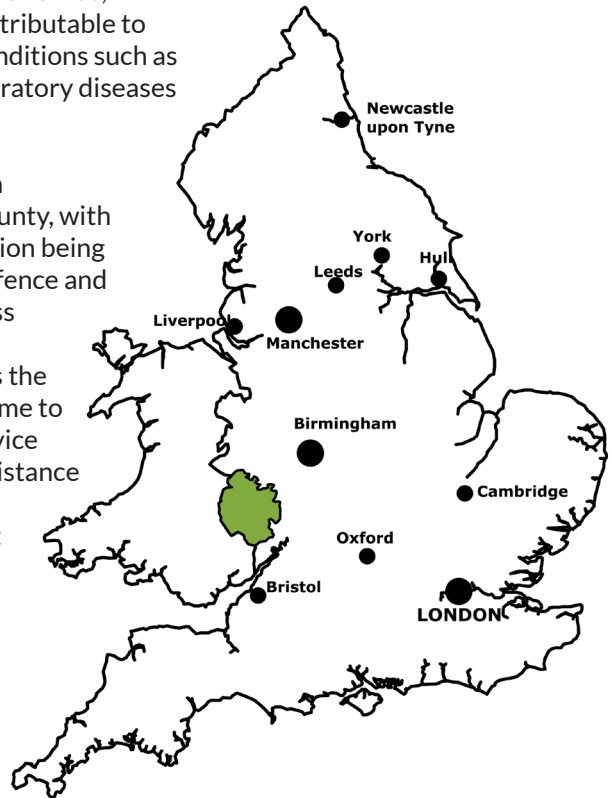 tributable to
nditions such as
ratory diseases
unty, with
ion being
fence and
ss
s the
me to
vice
istance
Newcastle
upon Tyne
York
Hull
Leeds
Liverpool
Manchester
Birmingham
Cambridge
Oxford
Bristol
LONDON